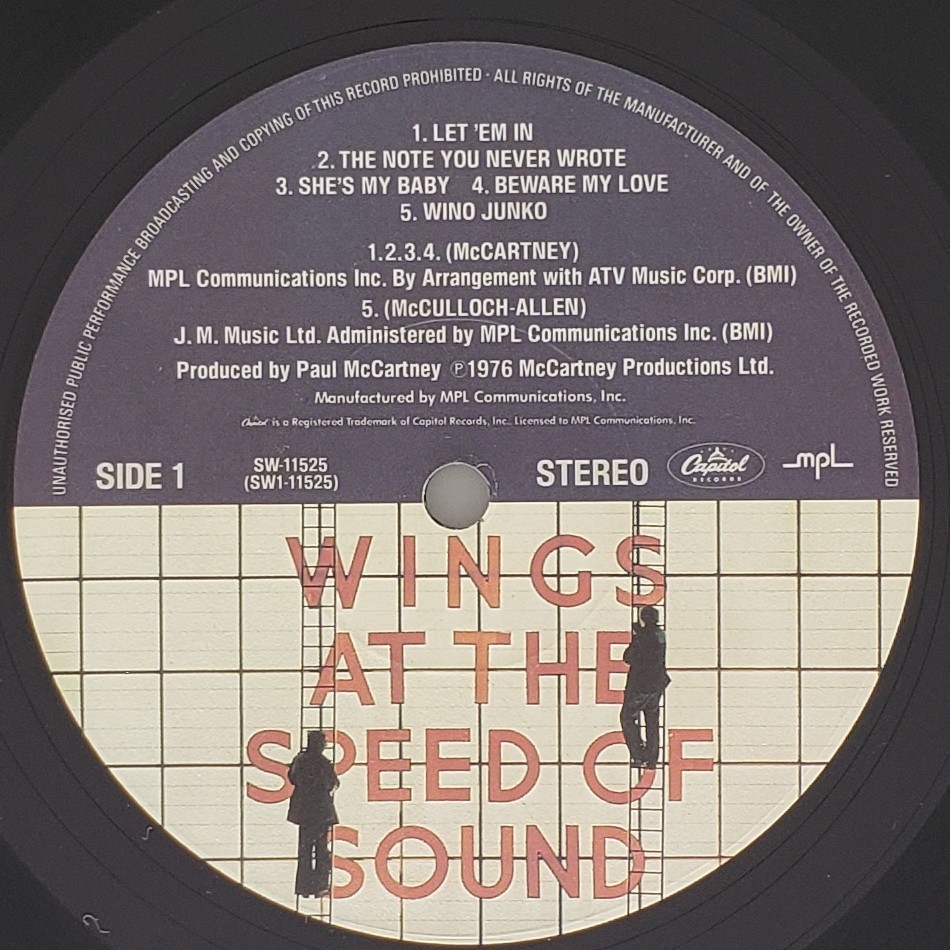 UNAUTHORISED PUBLIC PERFORMANCE BROADCASTING AND COPYING OF THIS RECORD PROHIBITED · ALL RIGHTS OF THE MANUFACTURER AND OF THE OWNER OF THE RECORDED WORK RESERVED
1. LET 'EM IN
2. THE NOTE YOU NEVER WROTE
3. SHE'S MY BABY 4. BEWARE MY LOVE
5. WINO JUNKO
1.2.3.4. (McCARTNEY)
MPL Communications Inc. By Arrangement with ATV Music Corp. (BMI)
5. (McCULLOCH-ALLEN)
J. M. Music Ltd. Administered by MPL Communications Inc. (BMI)
Produced by Paul McCartney ℗1976 McCartney Productions Ltd.
Manufactured by MPL Communications, Inc.
Capitol is a Registered Trademark of Capitol Records, Inc. Licensed to MPL Communications, Inc.
SIDE 1
SW-11525
(SW1-11525)
STEREO
Capitol
RECORDS
mpl
WINGS
AT THE
SPEED OF
SOUND